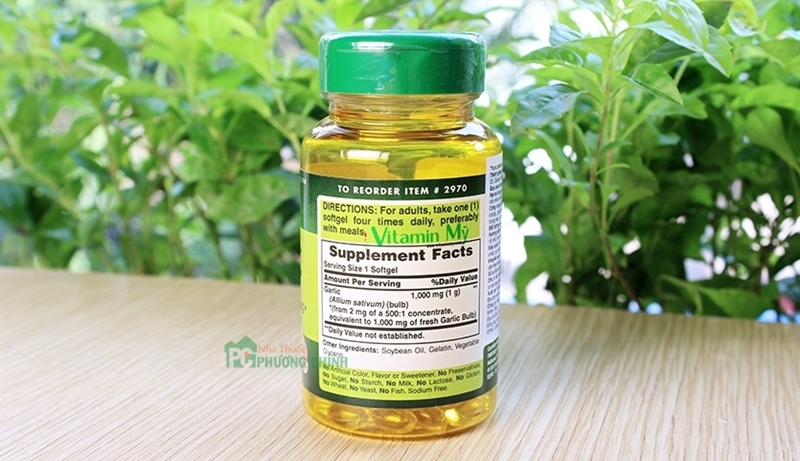 TO REORDER ITEM # 2970
DIRECTIONS: For adults, take one (1)
softgel four times daily, preferably
with meals.
Vitamin Mỹ
Supplement Facts
Serving Size 1 Softgel
Amount Per Serving %Daily Value
Garlic 1,000 mg (1 g) **
(Allium sativum) (bulb)
*(from 2 mg of a 500:1 concentrate,
equivalent to 1,000 mg of fresh Garlic Bulb)
**Daily Value not established.
Other Ingredients: Soybean Oil, Gelatin, Vegetable
Glycerin.
No Artificial Color, Flavor or Sweetener, No Preservatives,
No Sugar, No Starch, No Milk, No Lactose, No Gluten,
No Wheat, No Yeast, No Fish. Sodium Free.
PC
Nhà Thuốc
PHƯƠNG CHINH